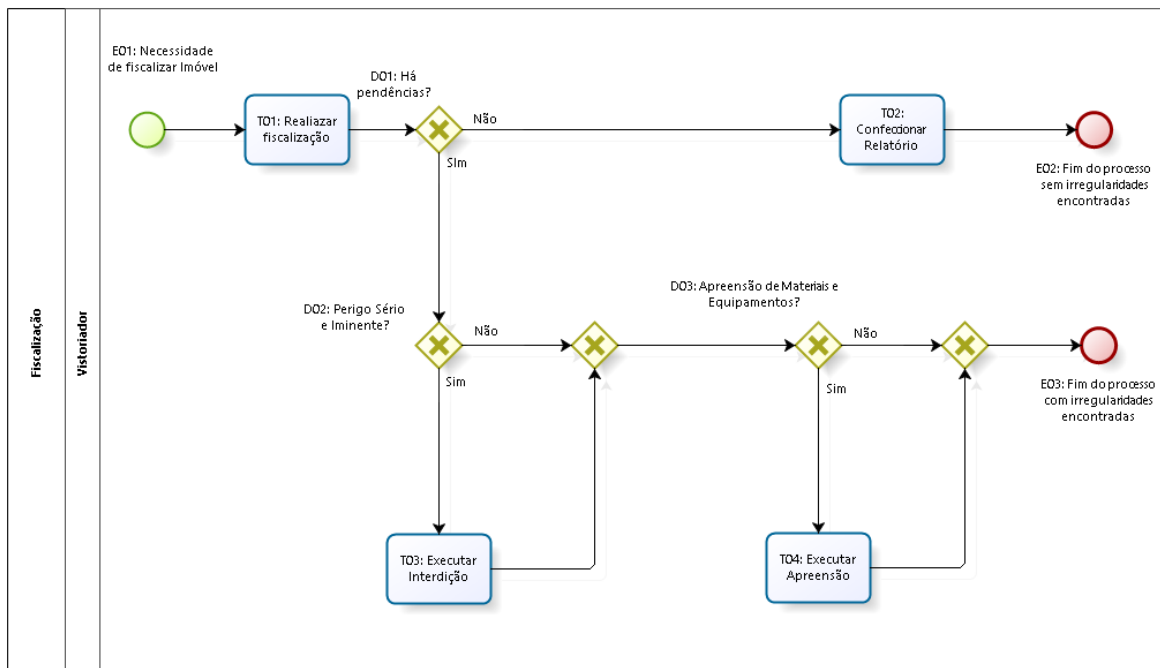 Fiscalização
Vistoriador
E01: Necessidade
de fiscalizar Imóvel
T01: Realiazar
fiscalização
D01: Há
pendências?
Não
SIm
T02:
Confeccionar
Relatório
E02: Fim do processo
sem irregularidades
encontradas
D02: Perigo Sério
e Iminente?
Não
Sim
D03: Apreensão de Materiais e
Equipamentos?
Não
Sim
E03: Fim do processo
com irregularidades
encontradas
T03: Executar
Interdição
T04: Executar
Apreensão